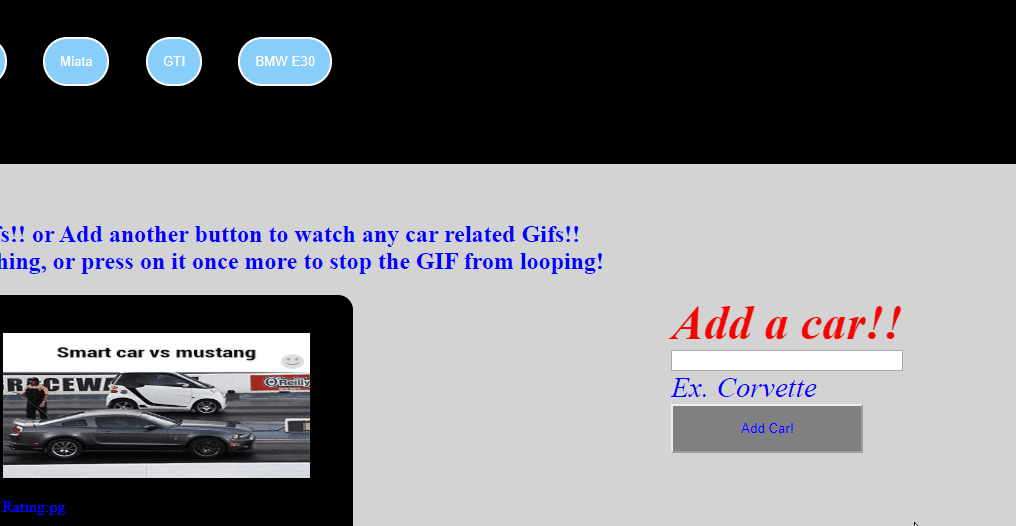 Miata GTI BMW E30
fs!! or Add another button to watch any car related Gifs!!
hing, or press on it once more to stop the GIF from looping!
Add a car!!
Ex. Corvette
Add Car!
Smart car vs mustang
RACEWA
O'Reilly
Rating:pg